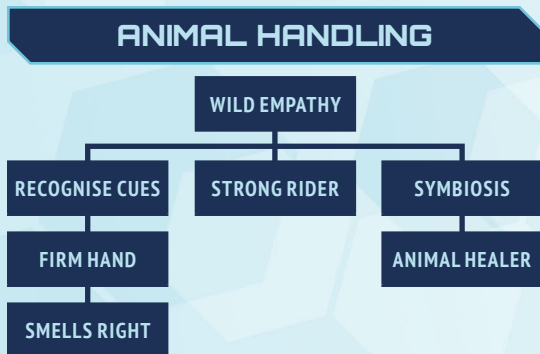 ANIMAL HANDLING
WILD EMPATHY
RECOGNISE CUES
STRONG RIDER
SYMBIOSIS
FIRM HAND
ANIMAL HEALER
SMELLS RIGHT